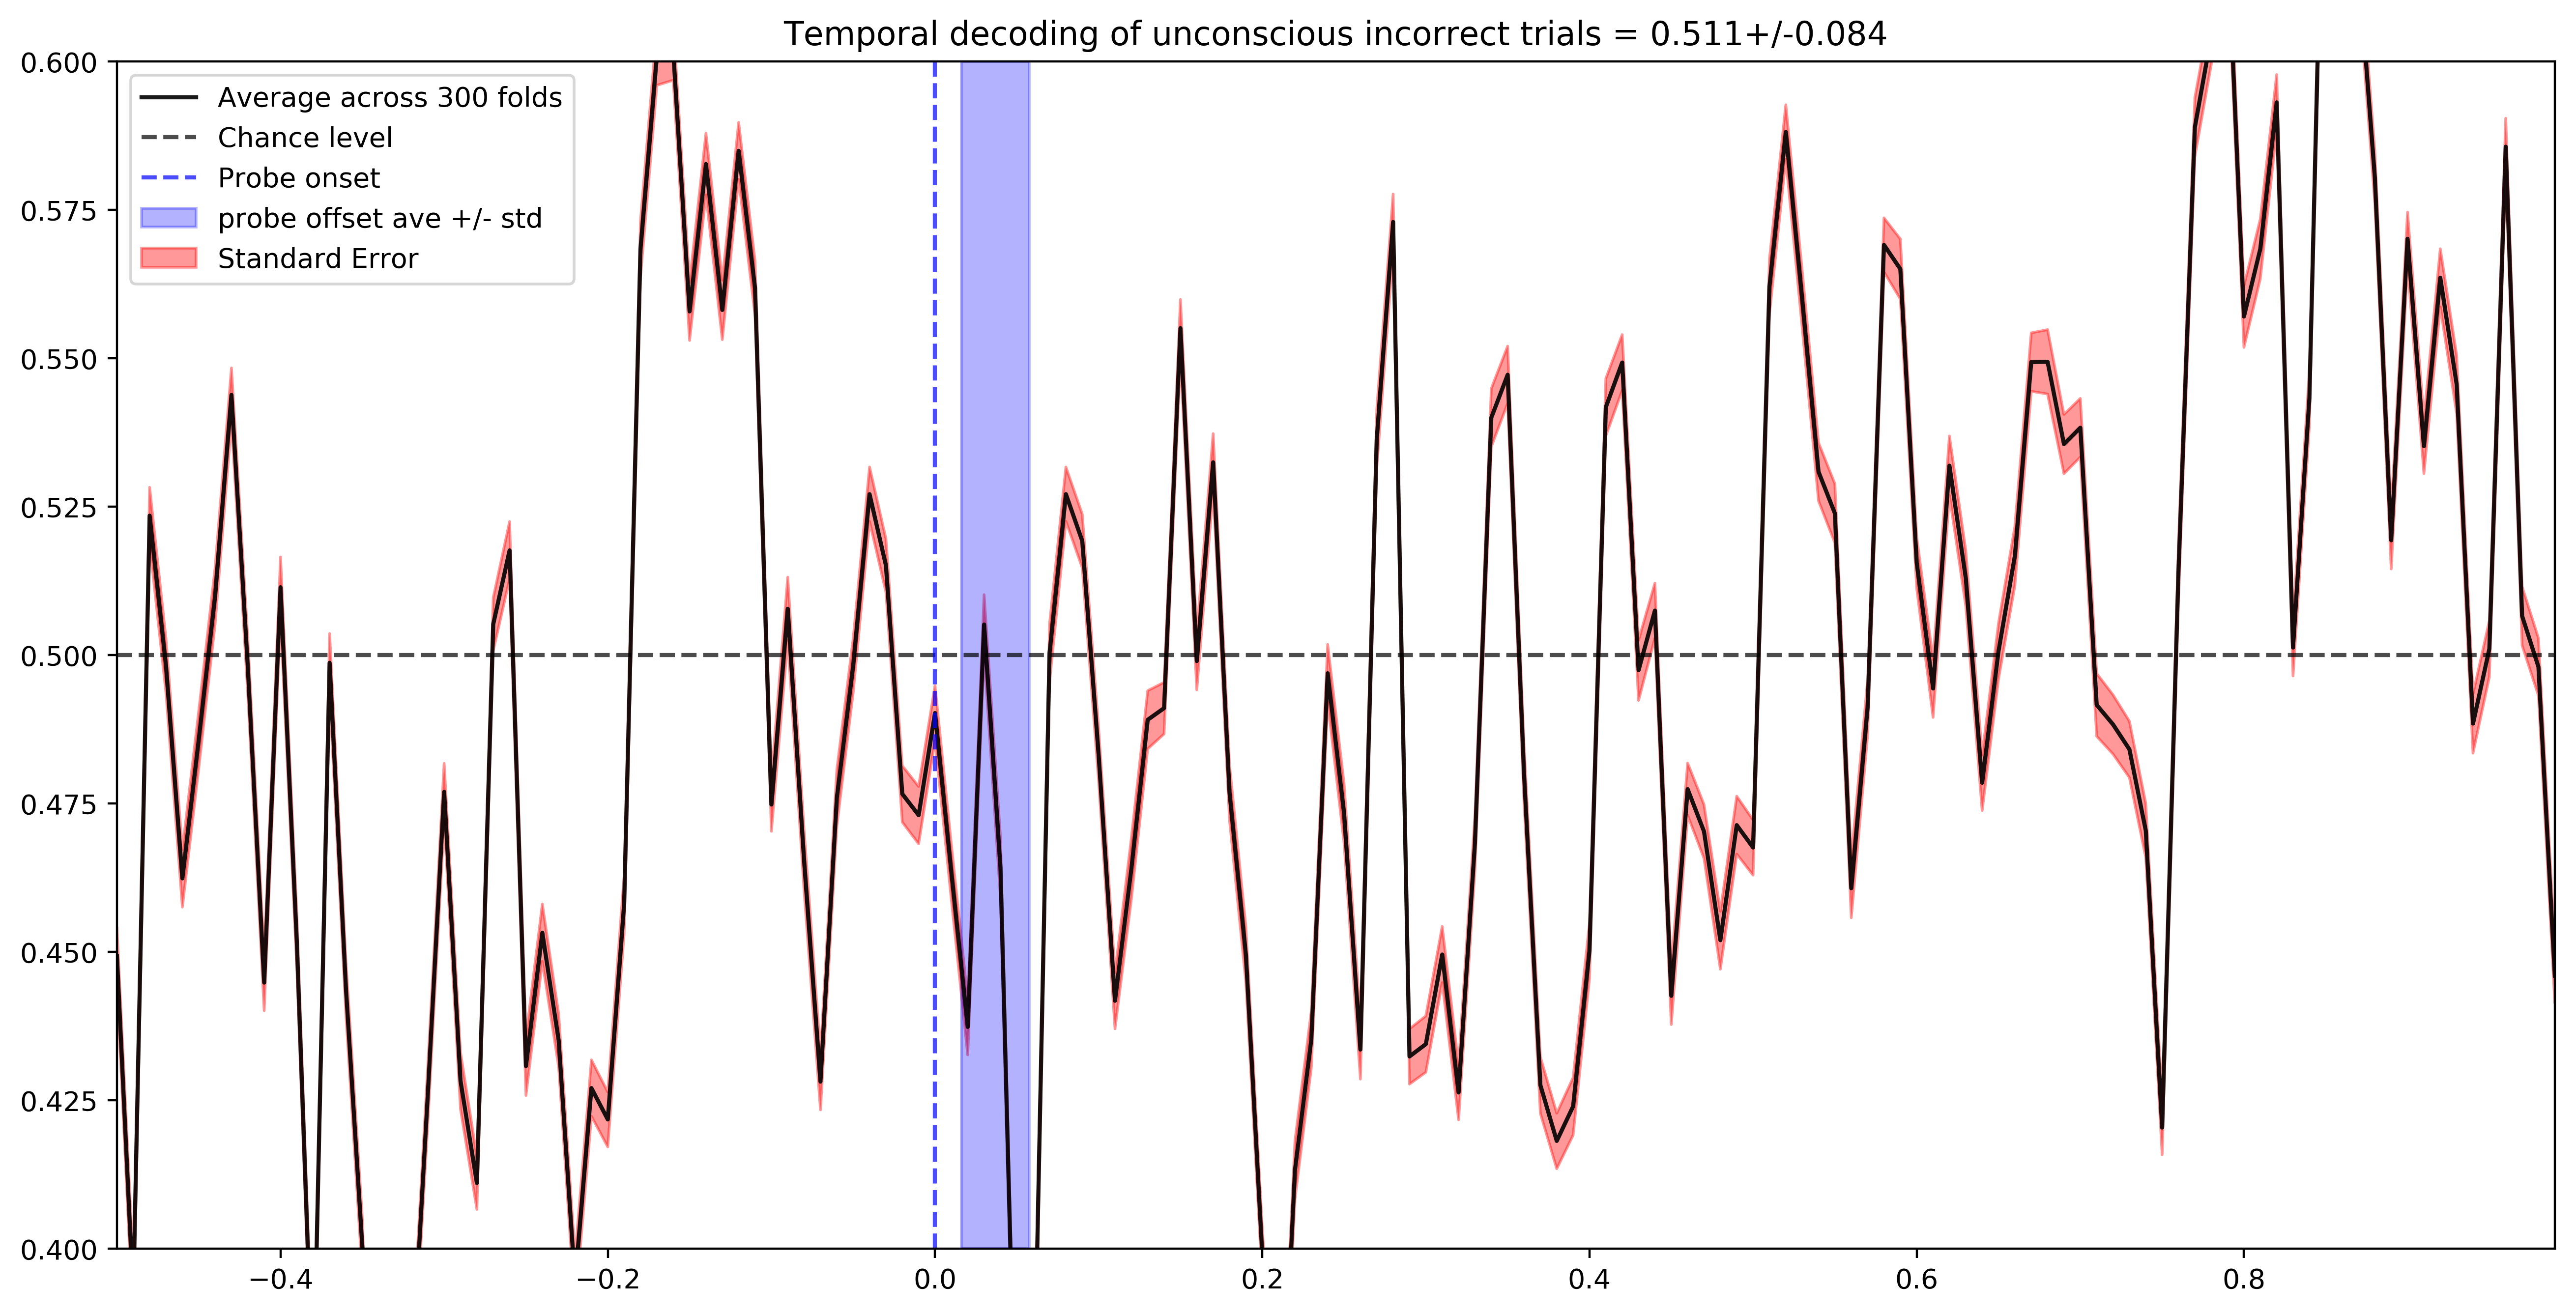 Temporal decoding of unconscious incorrect trials = 0.511+/-0.084
Average across 300 folds
Chance level
Probe onset
probe offset ave +/- std
Standard Error
0.600
0.575
0.550
0.525
0.500
0.475
0.450
0.425
0.400
−0.4
−0.2
0.0
0.2
0.4
0.6
0.8